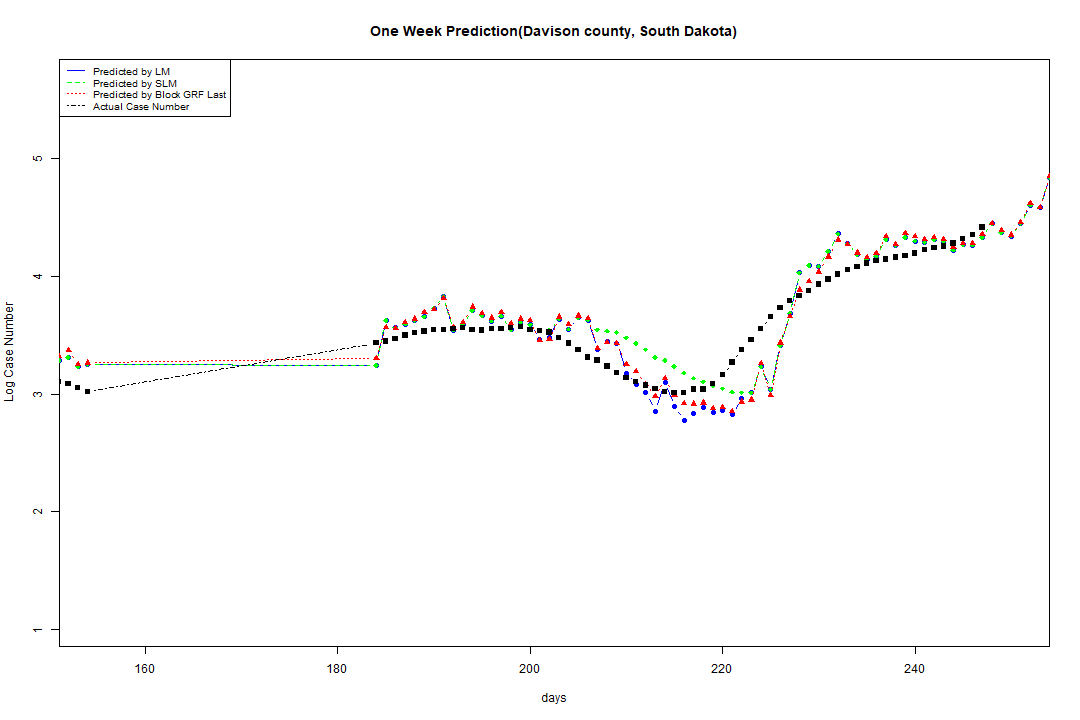 One Week Prediction(Davison county, South Dakota)
Predicted by LM
Predicted by SLM
Predicted by Block GRF Last
Actual Case Number
5
4
3
2
1
Log Case Number
160 180 200 220 240
days